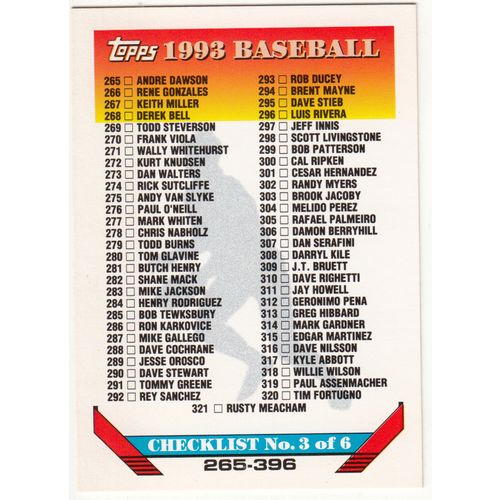 TOPPS 1993 BASEBALL
265 □ ANDRE DAWSON
266 □ RENE GONZALES
267 □ KEITH MILLER
268 □ DEREK BELL
269 □ TODD STEVERSON
270 □ FRANK VIOLA
271 □ WALLY WHITEHURST
272 □ KURT KNUDSEN
273 □ DAN WALTERS
274 □ RICK SUTCLIFFE
275 □ ANDY VAN SLYKE
276 □ PAUL O'NEILL
277 □ MARK WHITEN
278 □ CHRIS NABHOLZ
279 □ TODD BURNS
280 □ TOM GLAVINE
281 □ BUTCH HENRY
282 □ SHANE MACK
283 □ MIKE JACKSON
284 □ HENRY RODRIGUEZ
285 □ BOB TEWKSBURY
286 □ RON KARKOVICE
287 □ MIKE GALLEGO
288 □ DAVE COCHRANE
289 □ JESSE OROSCO
290 □ DAVE STEWART
291 □ TOMMY GREENE
292 □ REY SANCHEZ
293 □ ROB DUCEY
294 □ BRENT MAYNE
295 □ DAVE STIEB
296 □ LUIS RIVERA
297 □ JEFF INNIS
298 □ SCOTT LIVINGSTONE
299 □ BOB PATTERSON
300 □ CAL RIPKEN
301 □ CESAR HERNANDEZ
302 □ RANDY MYERS
303 □ BROOK JACOBY
304 □ MELIDO PEREZ
305 □ RAFAEL PALMEIRO
306 □ DAMON BERRYHILL
307 □ DAN SERAFINI
308 □ DARRYL KILE
309 □ J.T. BRUETT
310 □ DAVE RIGHETTI
311 □ JAY HOWELL
312 □ GERONIMO PENA
313 □ GREG HIBBARD
314 □ MARK GARDNER
315 □ EDGAR MARTINEZ
316 □ DAVE NILSSON
317 □ KYLE ABBOTT
318 □ WILLIE WILSON
319 □ PAUL ASSENMACHER
320 □ TIM FORTUGNO
321 □ RUSTY MEACHAM
CHECKLIST No. 3 of 6
265-396